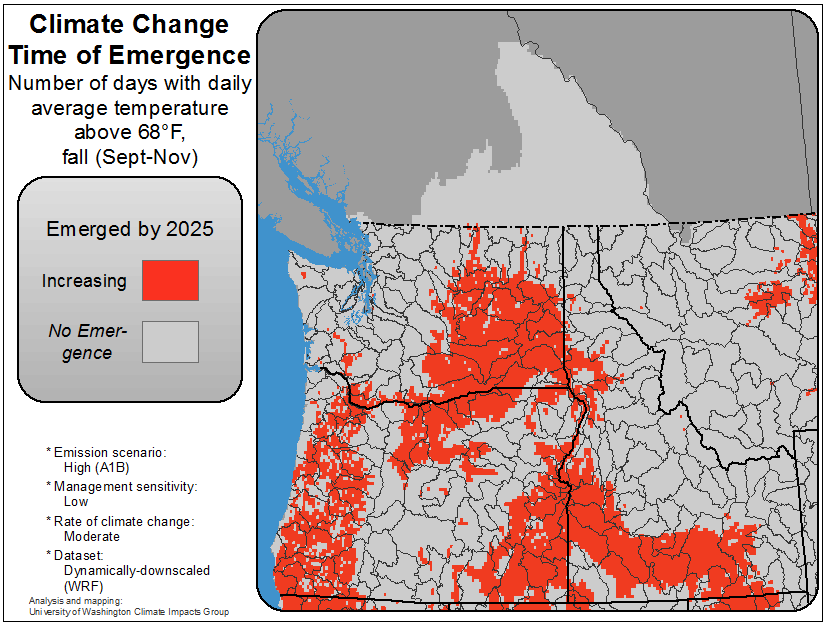 Climate Change
Time of Emergence
Number of days with daily
average temperature
above 68°F,
fall (Sept-Nov)
Emerged by 2025
Increasing
No Emer-
gence
* Emission scenario:
High (A1B)
* Management sensitivity:
Low
* Rate of climate change:
Moderate
* Dataset:
Dynamically-downscaled
(WRF)
Analysis and mapping:
University of Washington Climate Impacts Group